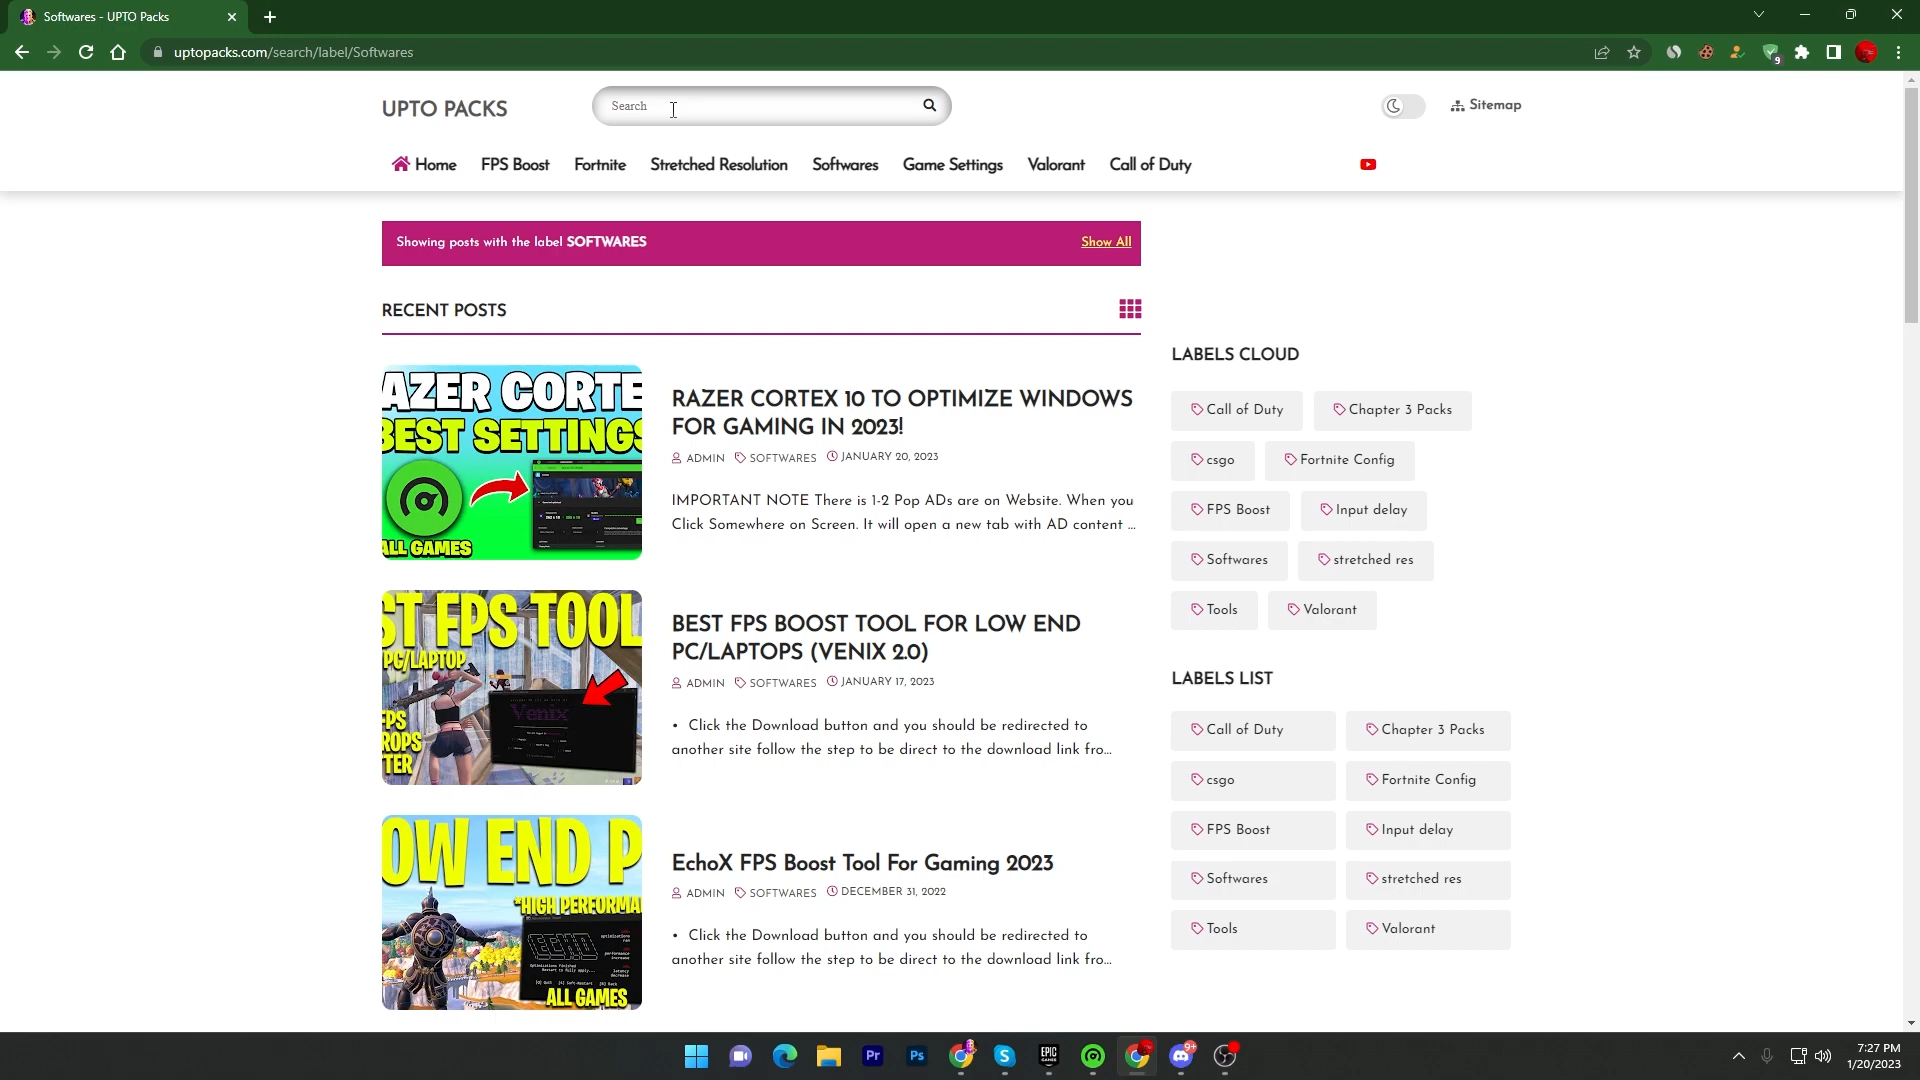 Softwares - UPTO Packs
uptopacks.com/search/label/Softwares
9
UPTO PACKS
Search
Sitemap
Home
FPS Boost
Fortnite
Stretched Resolution
Softwares
Game Settings
Valorant
Call of Duty
Showing posts with the label SOFTWARES
Show All
RECENT POSTS
AZER CORTE
BEST SETTINGS
ALL GAMES
RAZER CORTEX 10 TO OPTIMIZE WINDOWS
FOR GAMING IN 2023!
ADMIN SOFTWARES JANUARY 20, 2023
IMPORTANT NOTE There is 1-2 Pop ADs are on Website. When you
Click Somewhere on Screen. It will open a new tab with AD content ...
ST FPS TOOL
PC/LAPTOP
Venix
FPS
ROPS
TER
BEST FPS BOOST TOOL FOR LOW END
PC/LAPTOPS (VENIX 2.0)
ADMIN SOFTWARES JANUARY 17, 2023
• Click the Download button and you should be redirected to
another site follow the step to be direct to the download link fro...
OW END P
*HIGH PERFORMA
ECHO
ALL GAMES
EchoX FPS Boost Tool For Gaming 2023
ADMIN SOFTWARES DECEMBER 31, 2022
• Click the Download button and you should be redirected to
another site follow the step to be direct to the download link fro...
LABELS CLOUD
Call of Duty
Chapter 3 Packs
csgo
Fortnite Config
FPS Boost
Input delay
Softwares
stretched res
Tools
Valorant
LABELS LIST
Call of Duty
Chapter 3 Packs
csgo
Fortnite Config
FPS Boost
Input delay
Softwares
stretched res
Tools
Valorant
Pr
Ps
S
EPIC
GAMES
9+
7:27 PM
1/20/2023